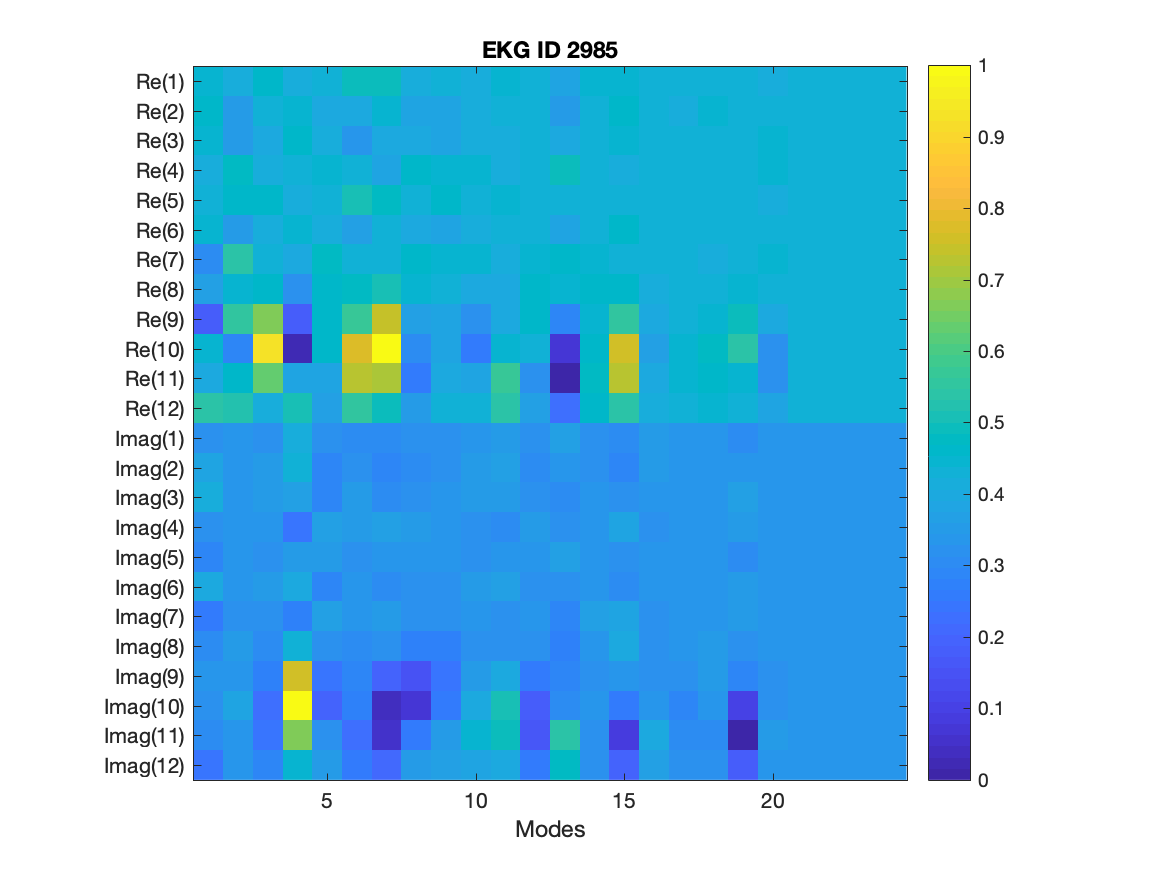 EKG ID 2985
Re(1)
Re(2)
Re(3)
Re(4)
Re(5)
Re(6)
Re(7)
Re(8)
Re(9)
Re(10)
Re(11)
Re(12)
Imag(1)
Imag(2)
Imag(3)
Imag(4)
Imag(5)
Imag(6)
Imag(7)
Imag(8)
Imag(9)
Imag(10)
Imag(11)
Imag(12)
5 10 15 20
Modes
1
0.9
0.8
0.7
0.6
0.5
0.4
0.3
0.2
0.1
0